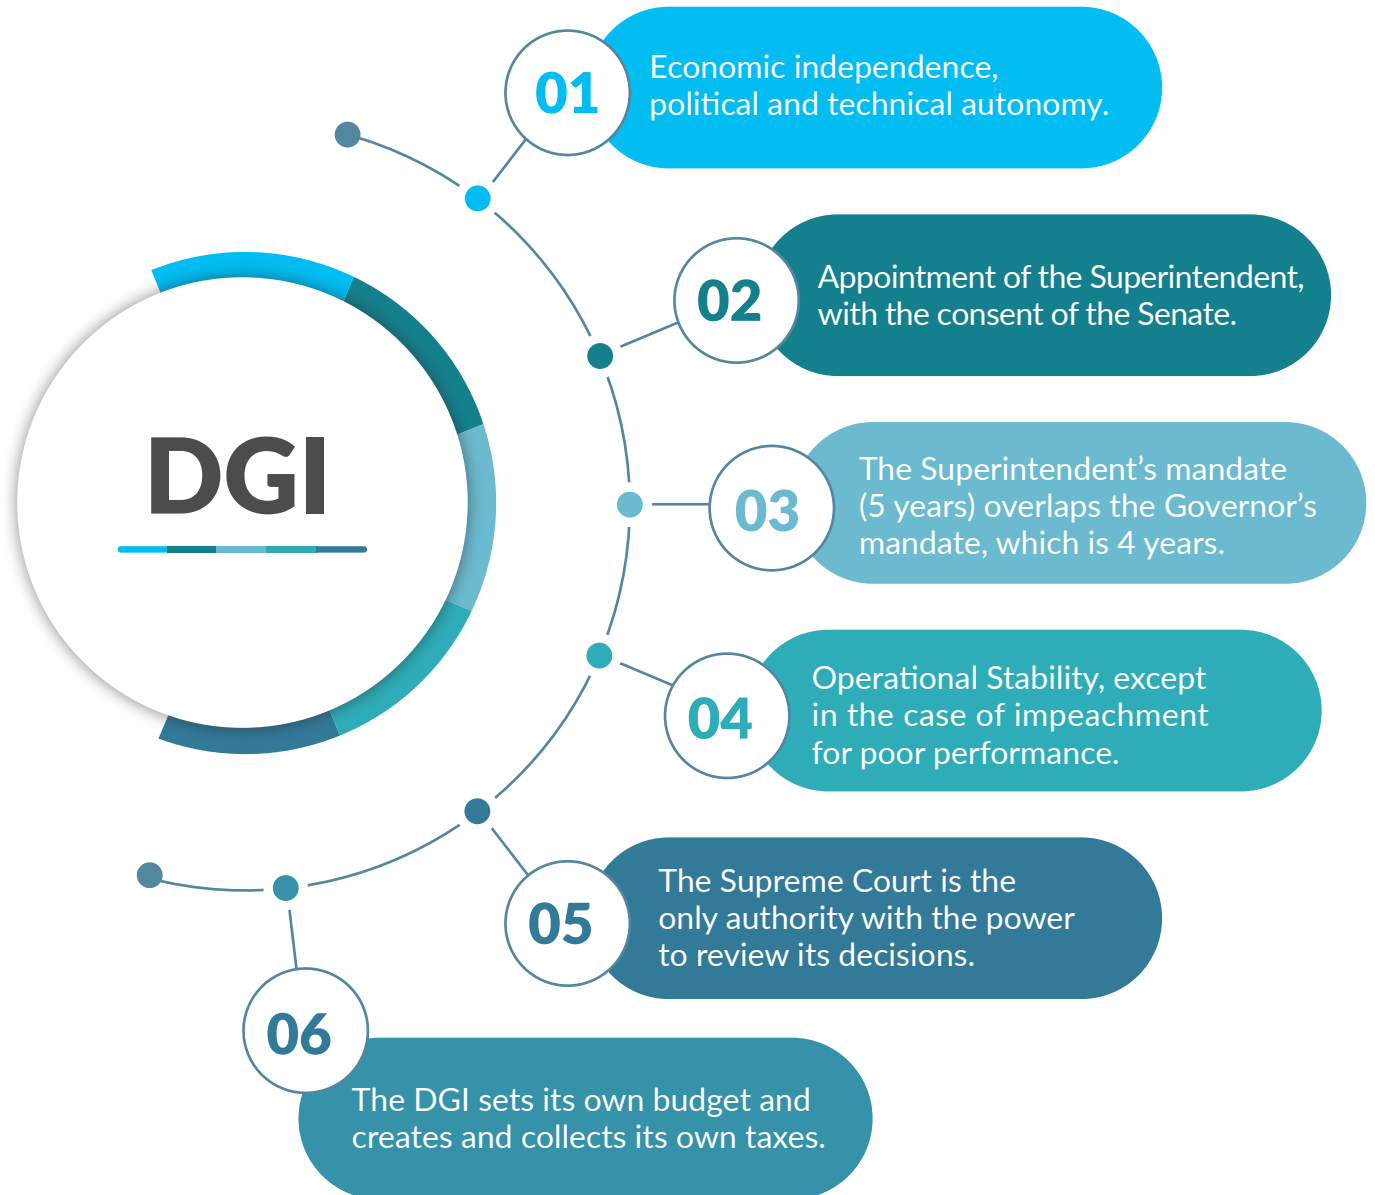 DGI
01
Economic independence,
political and technical autonomy.
02
Appointment of the Superintendent,
with the consent of the Senate.
03
The Superintendent’s mandate
(5 years) overlaps the Governor’s
mandate, which is 4 years.
04
Operational Stability, except
in the case of impeachment
for poor performance.
05
The Supreme Court is the
only authority with the power
to review its decisions.
06
The DGI sets its own budget and
creates and collects its own taxes.